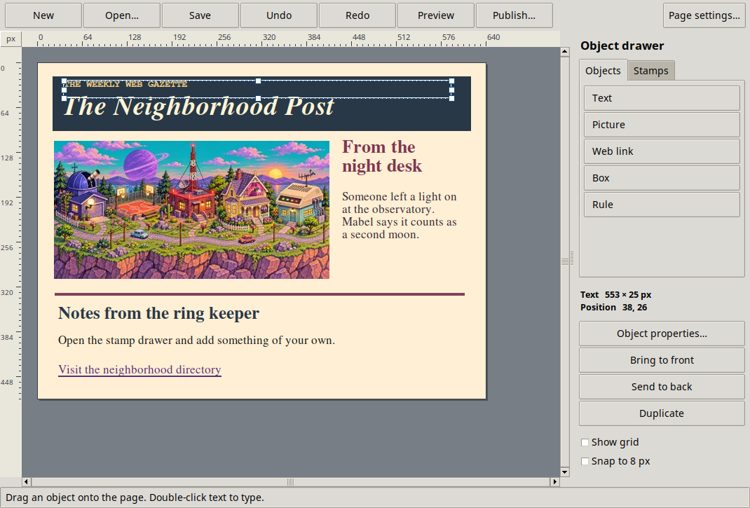 New Open... Save Undo Redo Preview Publish... Page settings...
px 0 64 128 192 256 320 384 448 512 576 640
0
64
128
192
256
320
384
448
THE WEEKLY WEB GAZETTE
The Neighborhood Post
From the
night desk
Someone left a light on
at the observatory.
Mabel says it counts as
a second moon.
Notes from the ring keeper
Open the stamp drawer and add something of your own.
Visit the neighborhood directory
Object drawer
Objects Stamps
Text
Picture
Web link
Box
Rule
Text 553 × 25 px
Position 38, 26
Object properties...
Bring to front
Send to back
Duplicate
Show grid
Snap to 8 px
Drag an object onto the page. Double-click text to type.